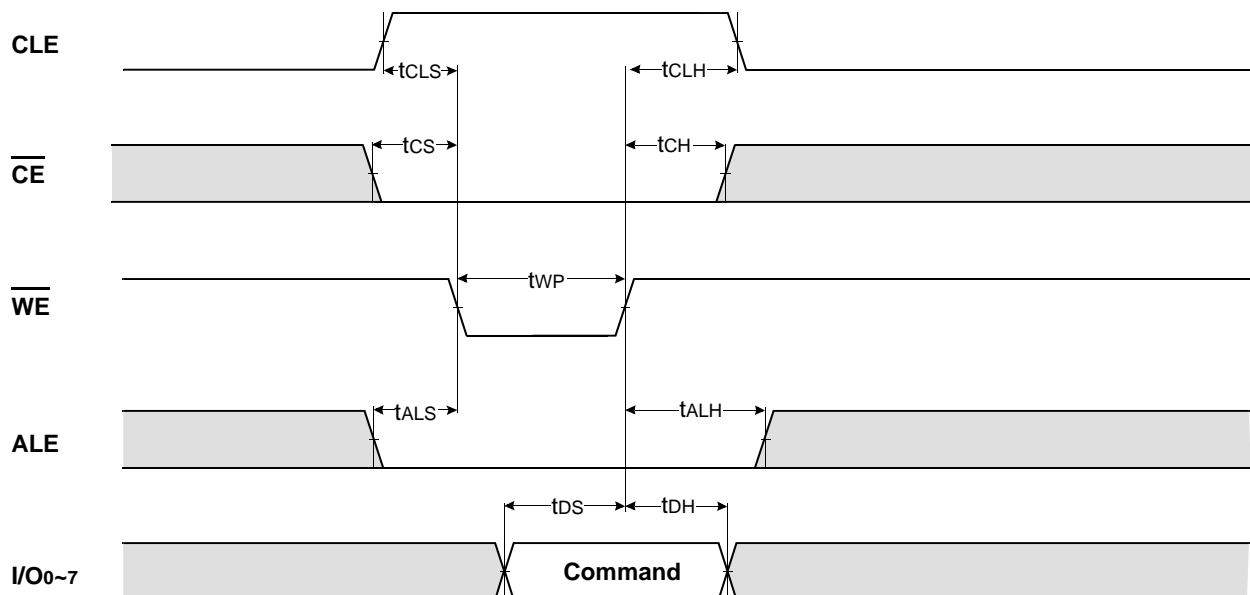 CLE
tCLS
tCLH
CE
tCS
tCH
WE
tWP
ALE
tALS
tALH
tDS
tDH
I/O0~7
Command